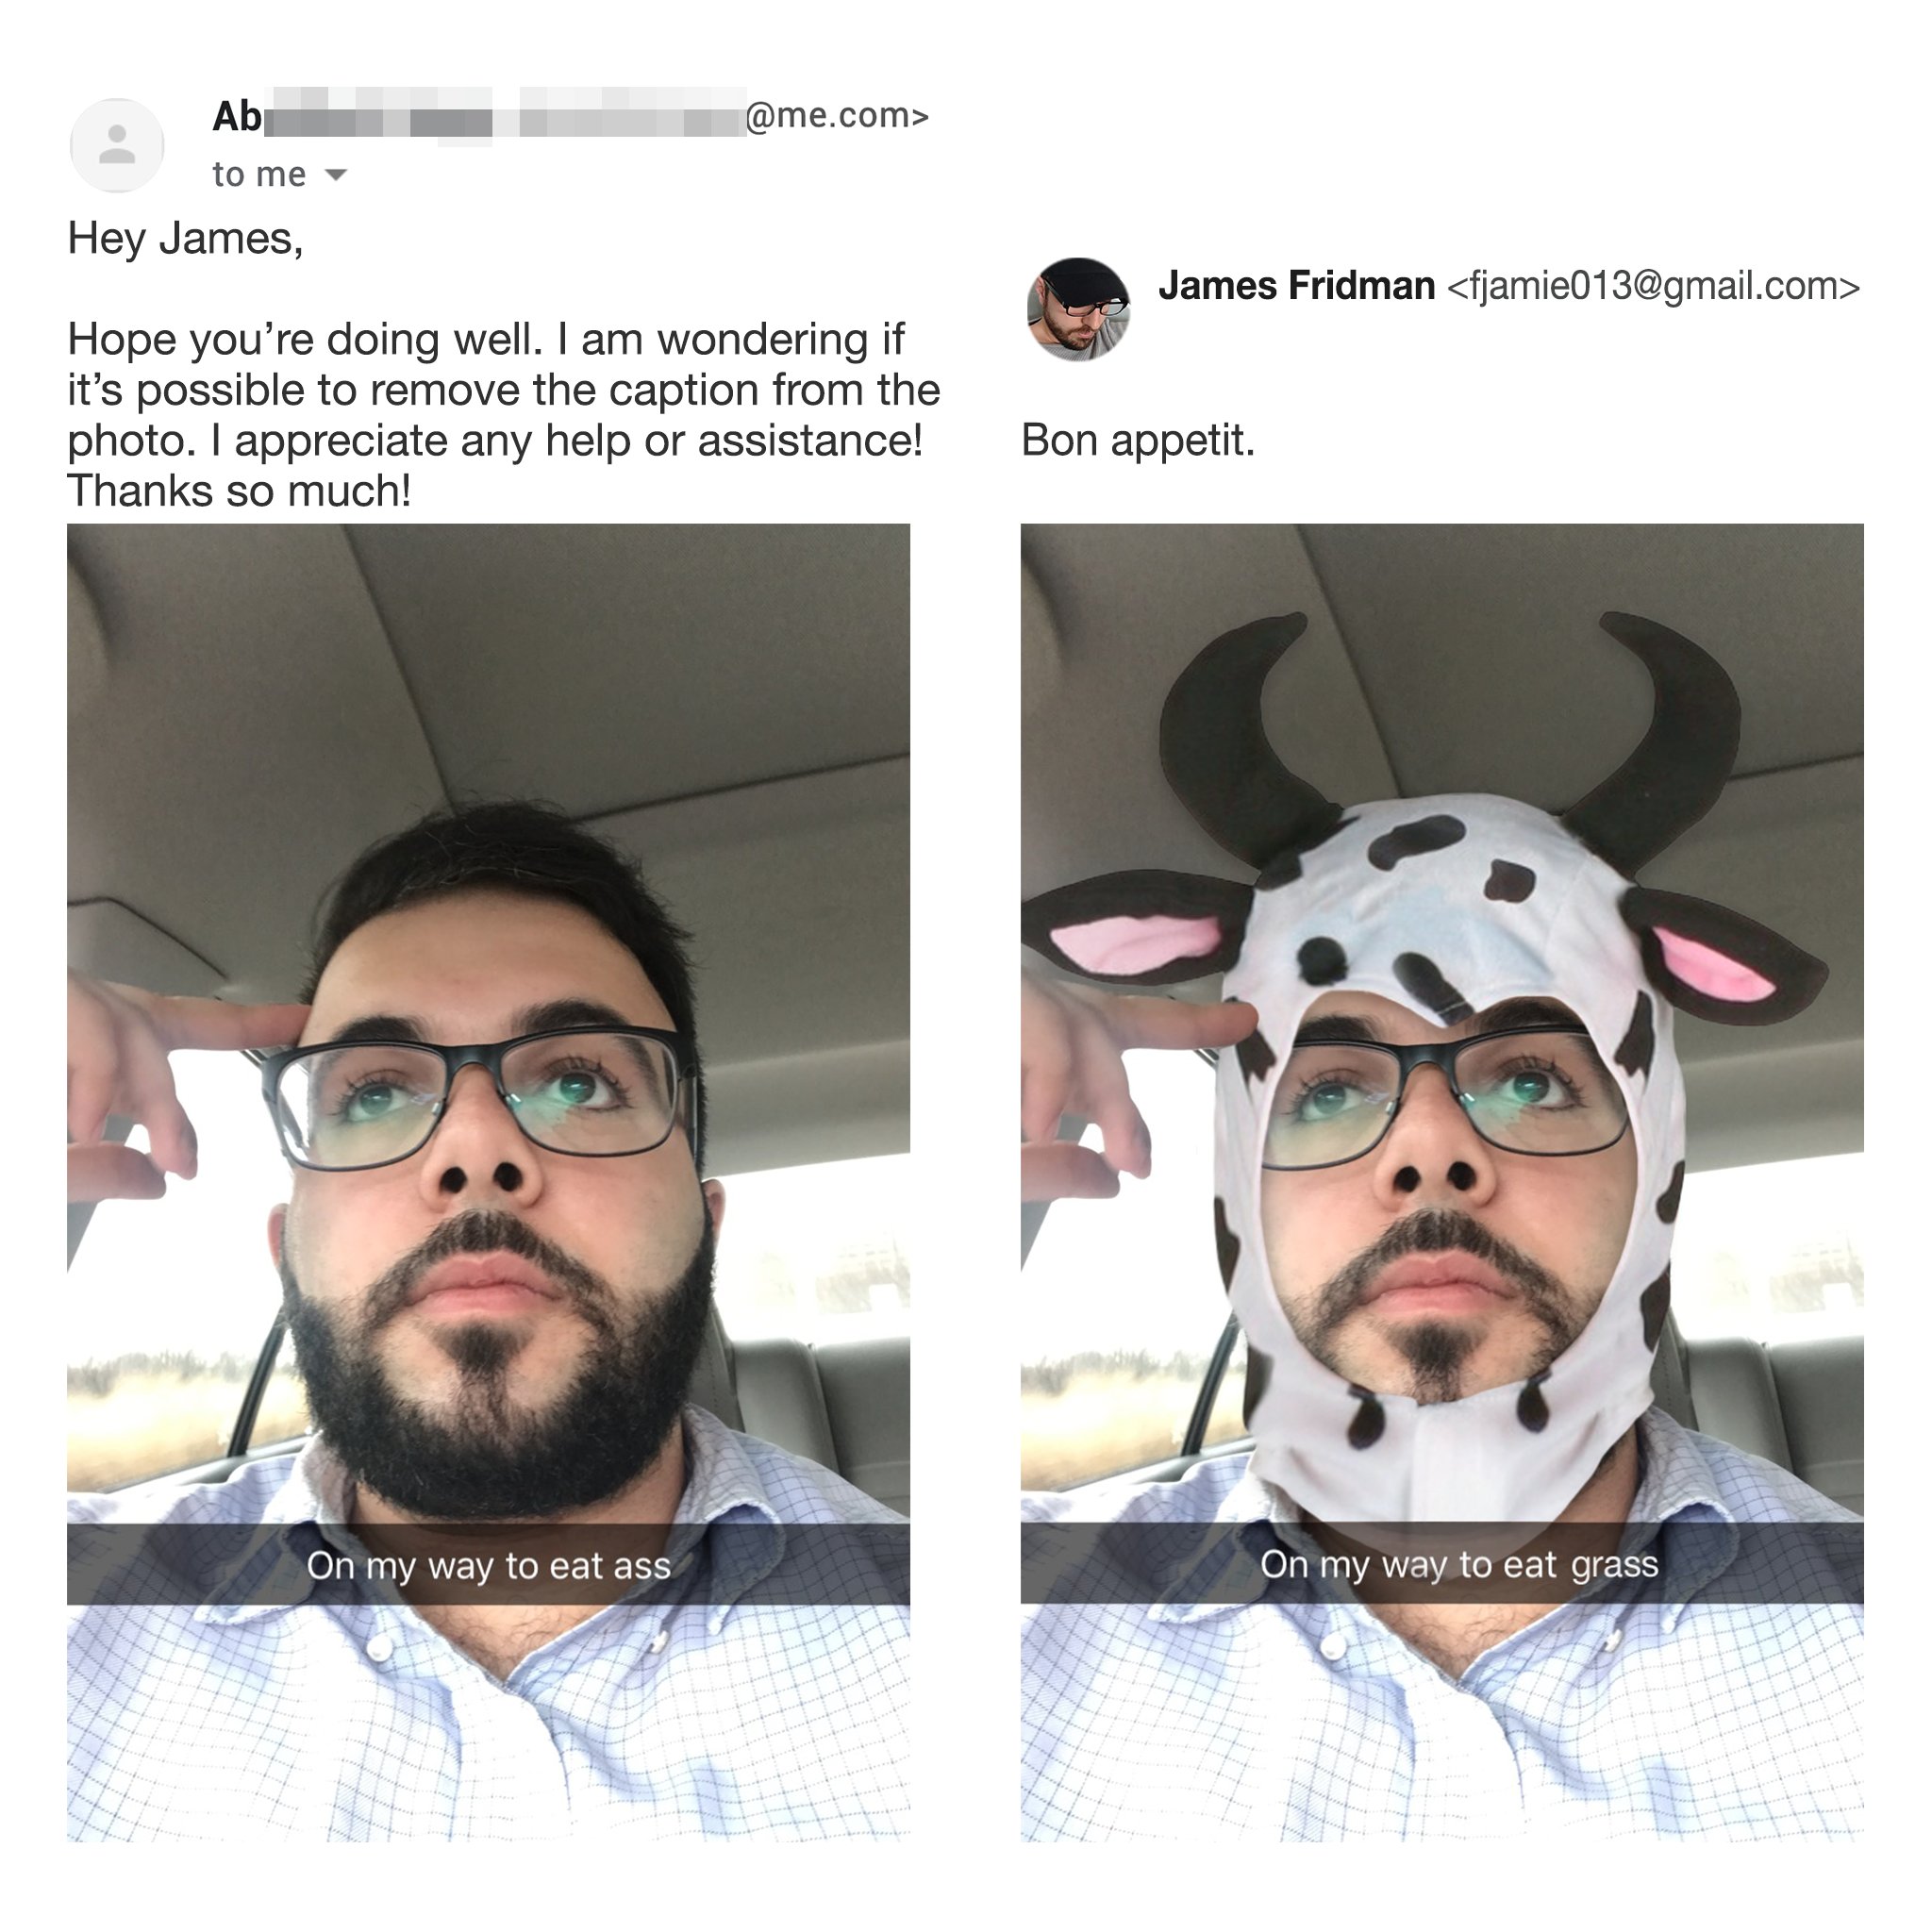 Ab
@me.com>
to me
Hey James,
Hope you're doing well. I am wondering if
it's possible to remove the caption from the
photo. I appreciate any help or assistance!
Thanks so much!
On my way to eat ass
James Fridman <fjamie013@gmail.com>
Bon appetit.
On my way to eat grass